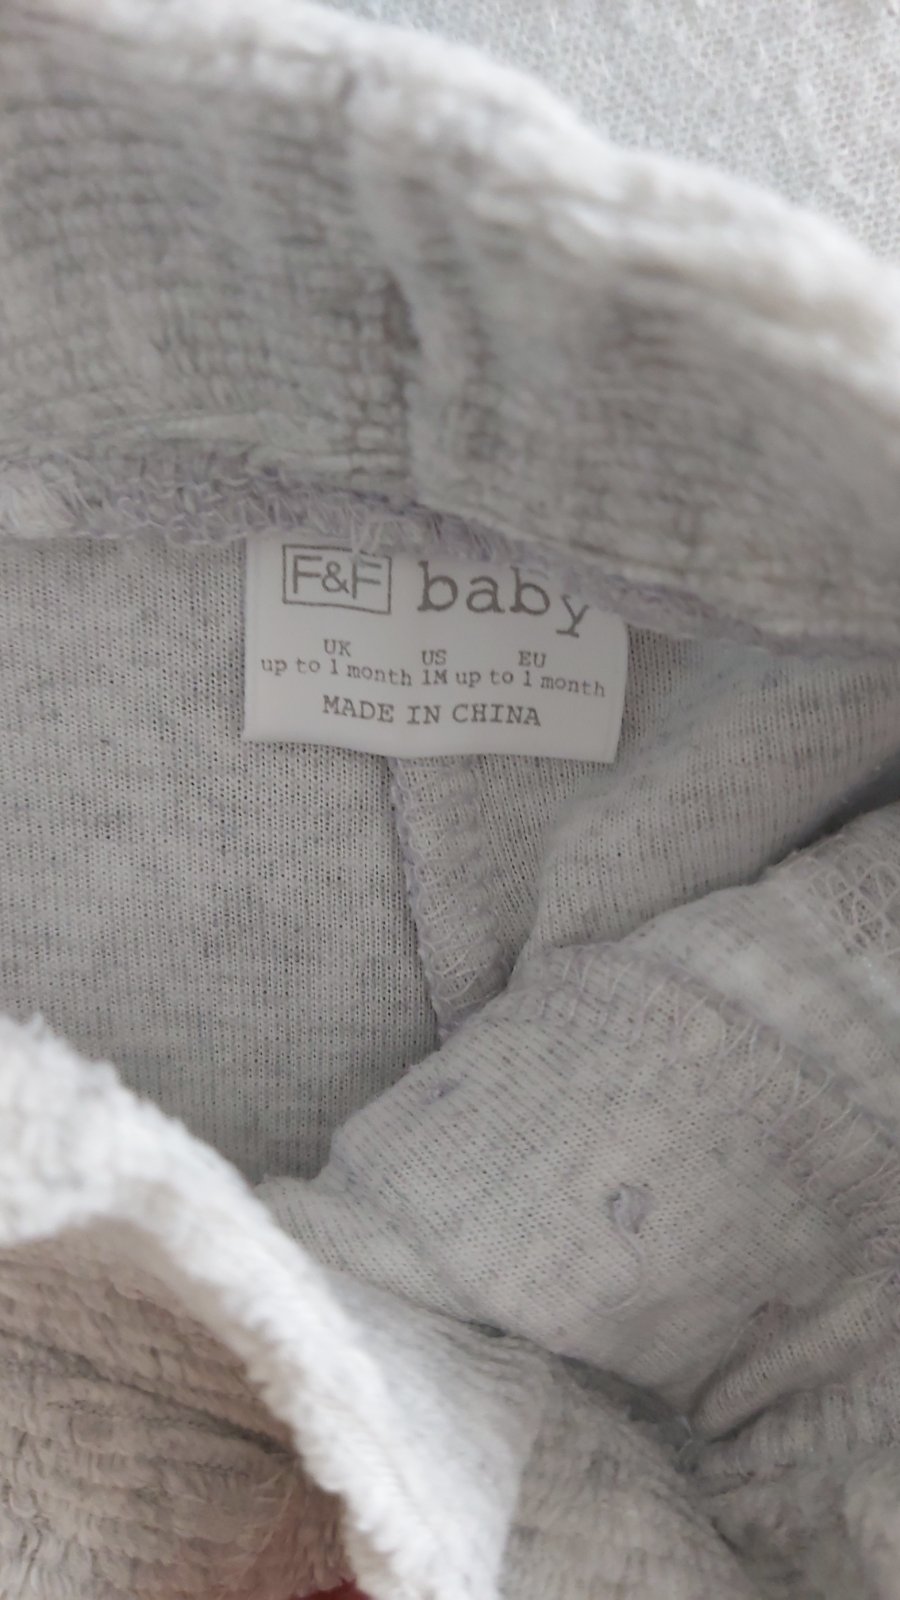 F&F baby
UK US EU
up to 1 month 1M up to 1 month
MADE IN CHINA